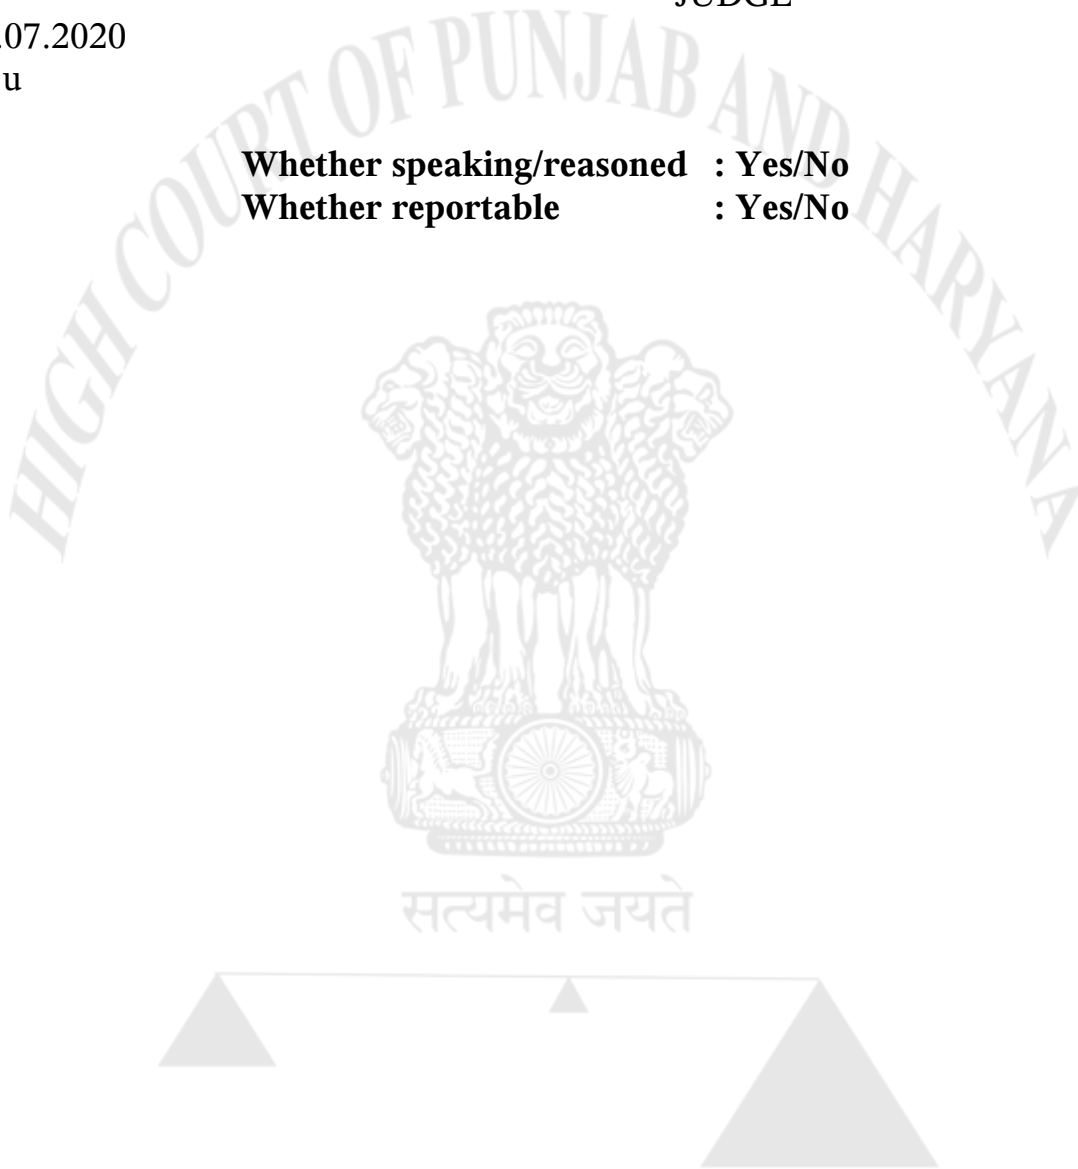 JUDGE
.07.2020
u
Whether speaking/reasoned : Yes/No
Whether reportable : Yes/No
HIGH COURT OF PUNJAB AND HARYANA
सत्यमेव जयते